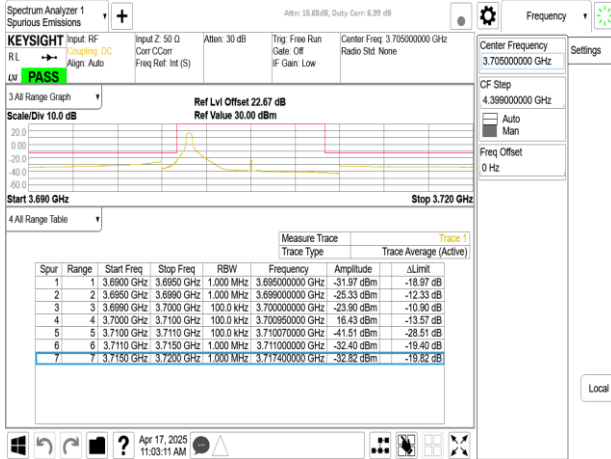 Spectrum Analyzer 1
Spurious Emissions
Attn: 15.68dB, Duty Corr: 6.99 dB
Frequency
Settings
KEYSIGHT
RL
LXI
PASS
Input: RF
Coupling: DC
Align: Auto
Input Z: 50 Ω
Corr CCorr
Freq Ref: Int (S)
Atten: 30 dB
Trig: Free Run
Gate: Off
IF Gain: Low
Center Freq: 3.705000000 GHz
Radio Std: None
Center Frequency
3.705000000 GHz
CF Step
4.399000000 GHz
Auto
Man
Freq Offset
0 Hz
Local
3 All Range Graph
Scale/Div 10.0 dB
Ref Lvl Offset 22.67 dB
Ref Value 30.00 dBm
20.0
0.00
-20.0
-40.0
-60.0
Start 3.690 GHz
Stop 3.720 GHz
4 All Range Table
Measure Trace Trace 1
Trace Type Trace Average (Active)
Spur Range Start Freq Stop Freq RBW Frequency Amplitude ΔLimit
1 1 3.6900 GHz 3.6950 GHz 1.000 MHz 3.695000000 GHz -31.97 dBm -18.97 dB
2 2 3.6950 GHz 3.6990 GHz 1.000 MHz 3.699000000 GHz -25.33 dBm -12.33 dB
3 3 3.6990 GHz 3.7000 GHz 100.0 kHz 3.700000000 GHz -23.90 dBm -10.90 dB
4 4 3.7000 GHz 3.7100 GHz 100.0 kHz 3.700950000 GHz 16.43 dBm -13.57 dB
5 5 3.7100 GHz 3.7110 GHz 100.0 kHz 3.710070000 GHz -41.51 dBm -28.51 dB
6 6 3.7110 GHz 3.7150 GHz 1.000 MHz 3.711000000 GHz -32.40 dBm -19.40 dB
7 7 3.7150 GHz 3.7200 GHz 1.000 MHz 3.717400000 GHz -32.82 dBm -19.82 dB
Apr 17, 2025
11:03:11 AM